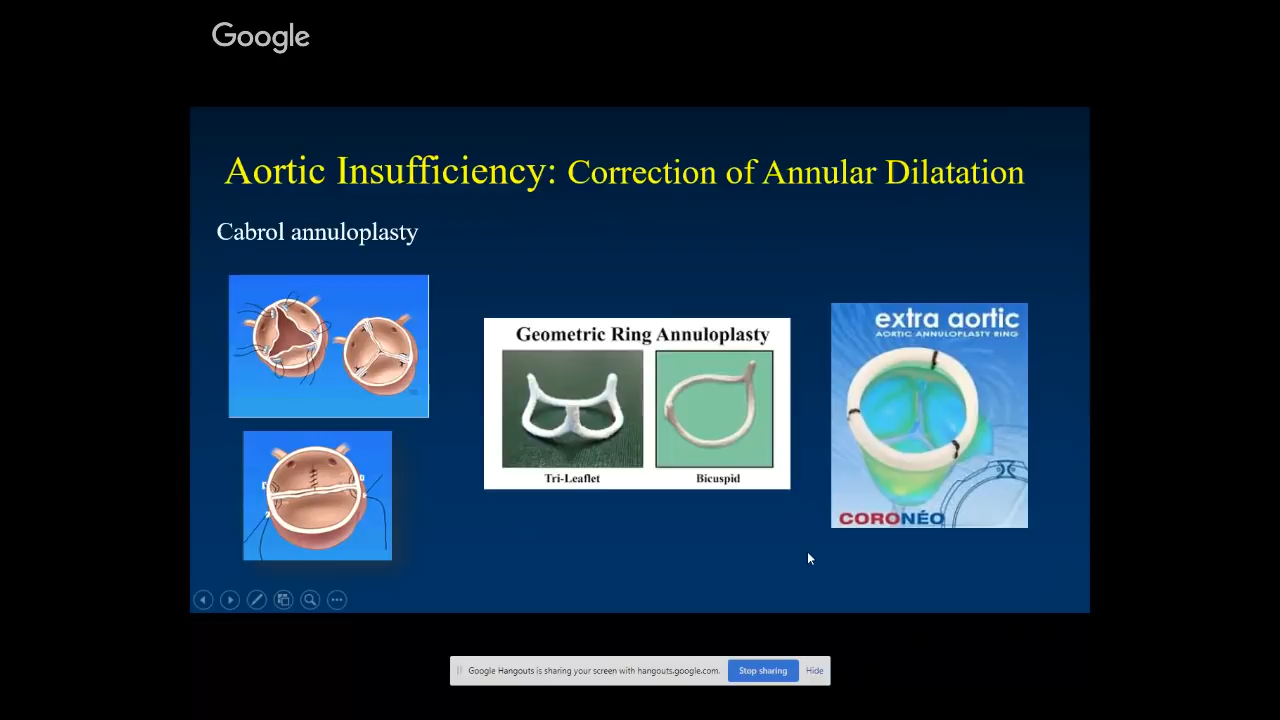 Google
Aortic Insufficiency: Correction of Annular Dilatation
Cabrol annuloplasty
Geometric Ring Annuloplasty
Tri-Leaflet
Bicuspid
extra aortic
AORTIC ANNULOPLASTY RING
CORONÉO
Google Hangouts is sharing your screen with hangouts.google.com.
Stop sharing
Hide